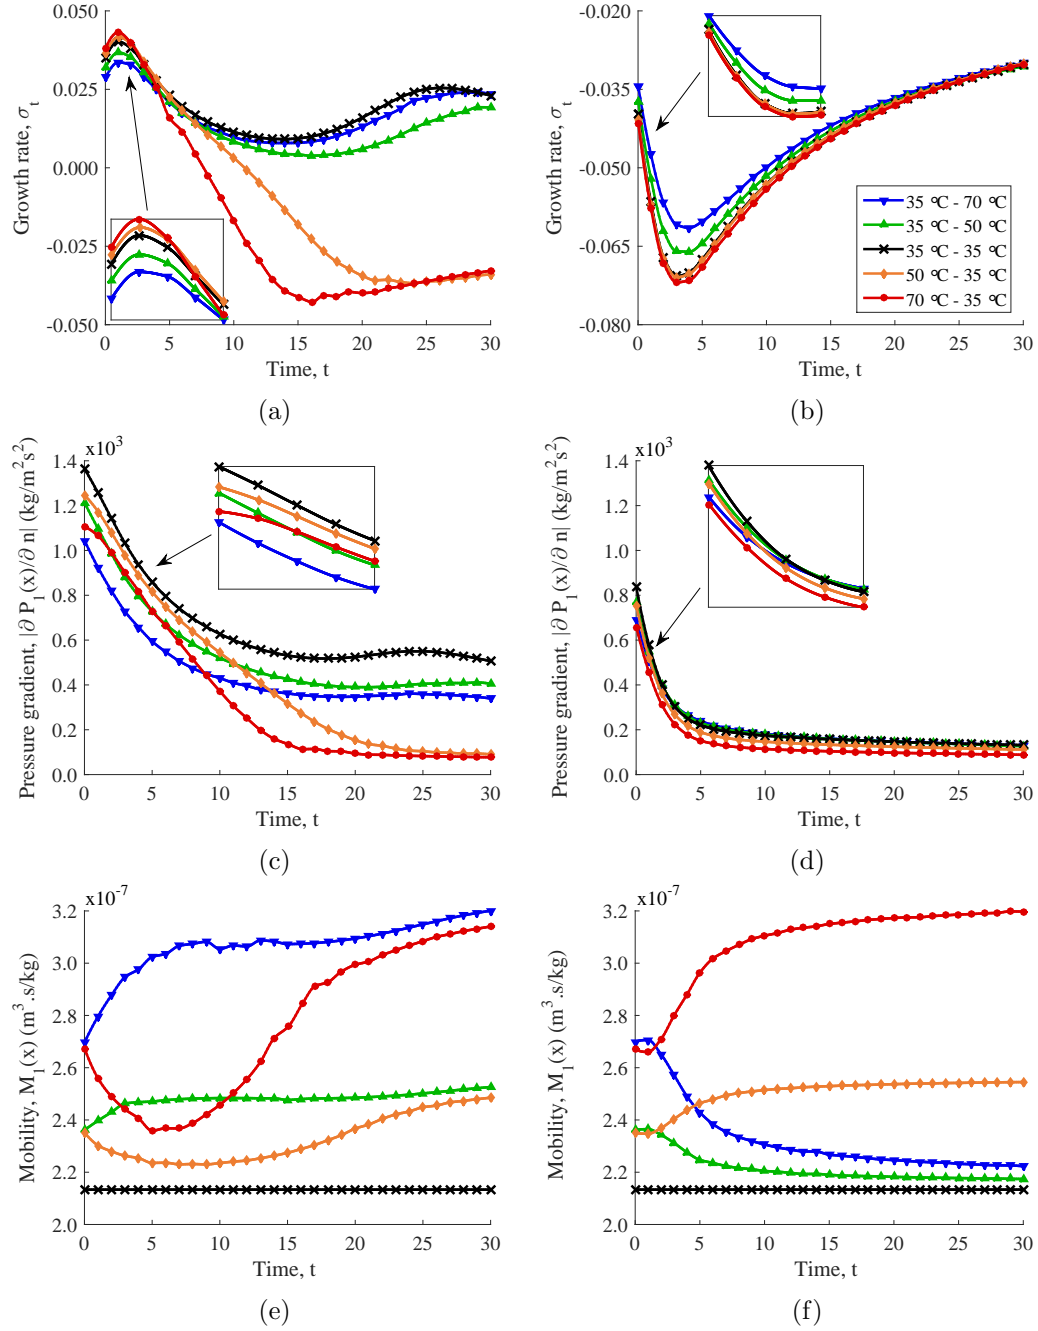 0.050
0.025
0.000
-0.025
-0.050
Growth rate, σt
0 5 10 15 20 25 30
Time, t
(a)
-0.020
-0.035
-0.050
-0.065
-0.080
Growth rate, σt
35 °C - 70 °C
35 °C - 50 °C
35 °C - 35 °C
50 °C - 35 °C
70 °C - 35 °C
0 5 10 15 20 25 30
Time, t
(b)
x10³
1.4
1.2
1.0
0.8
0.6
0.4
0.2
0.0
Pressure gradient, |∂ P1(x)/∂ n| (kg/m²s²)
0 5 10 15 20 25 30
Time, t
(c)
x10³
1.4
1.2
1.0
0.8
0.6
0.4
0.2
0.0
Pressure gradient, |∂ P1(x)/∂ n| (kg/m²s²)
0 5 10 15 20 25 30
Time, t
(d)
x10⁻⁷
3.2
3.0
2.8
2.6
2.4
2.2
2.0
Mobility, M1(x) (m³.s/kg)
0 5 10 15 20 25 30
Time, t
(e)
x10⁻⁷
3.2
3.0
2.8
2.6
2.4
2.2
2.0
Mobility, M1(x) (m³.s/kg)
0 5 10 15 20 25 30
Time, t
(f)